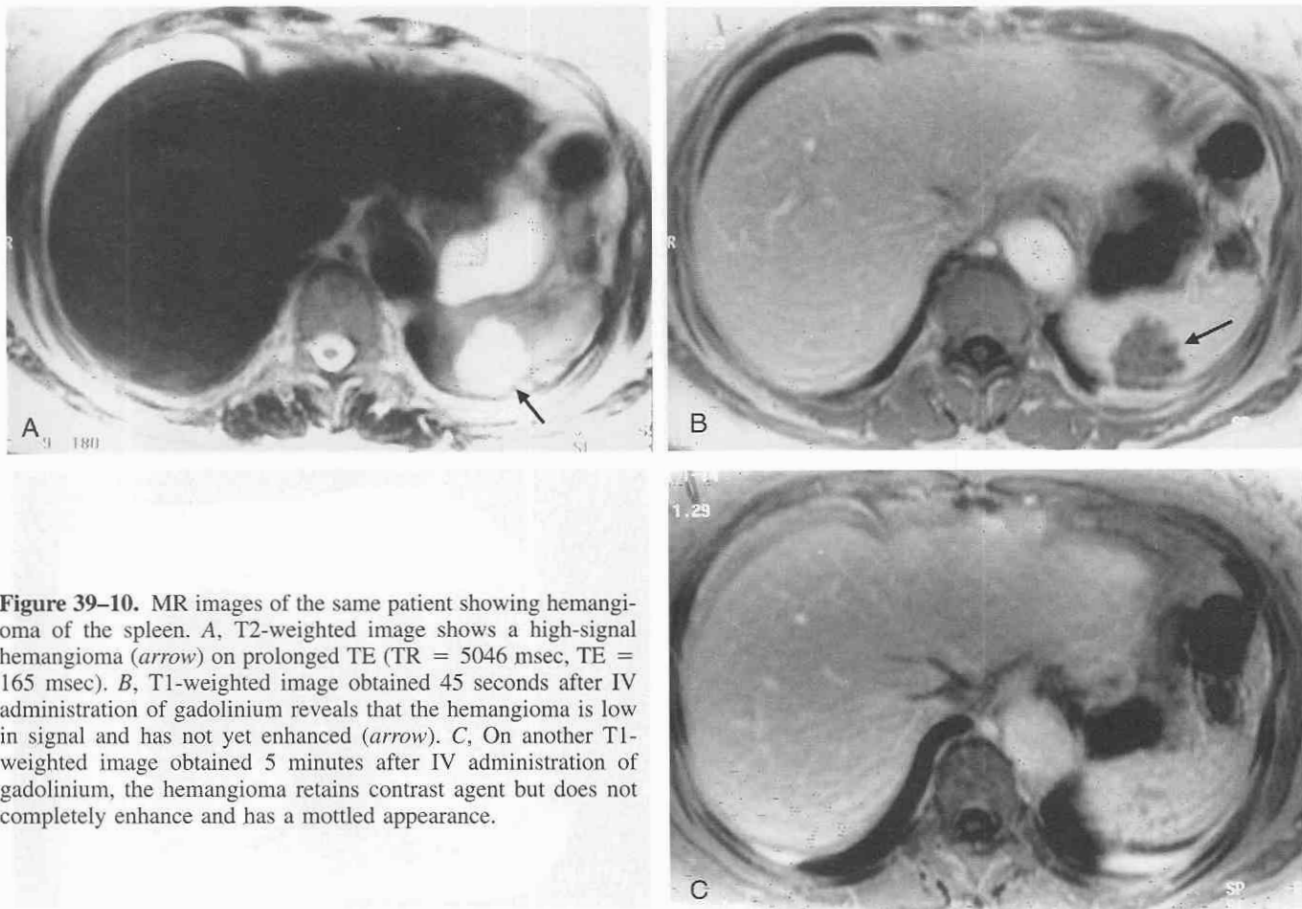 R
A
9 180
SI
R
B
SP
1.29
C
SP
Figure 39–10. MR images of the same patient showing hemangi-
oma of the spleen. A, T2-weighted image shows a high-signal
hemangioma (arrow) on prolonged TE (TR = 5046 msec, TE =
165 msec). B, T1-weighted image obtained 45 seconds after IV
administration of gadolinium reveals that the hemangioma is low
in signal and has not yet enhanced (arrow). C, On another T1-
weighted image obtained 5 minutes after IV administration of
gadolinium, the hemangioma retains contrast agent but does not
completely enhance and has a mottled appearance.